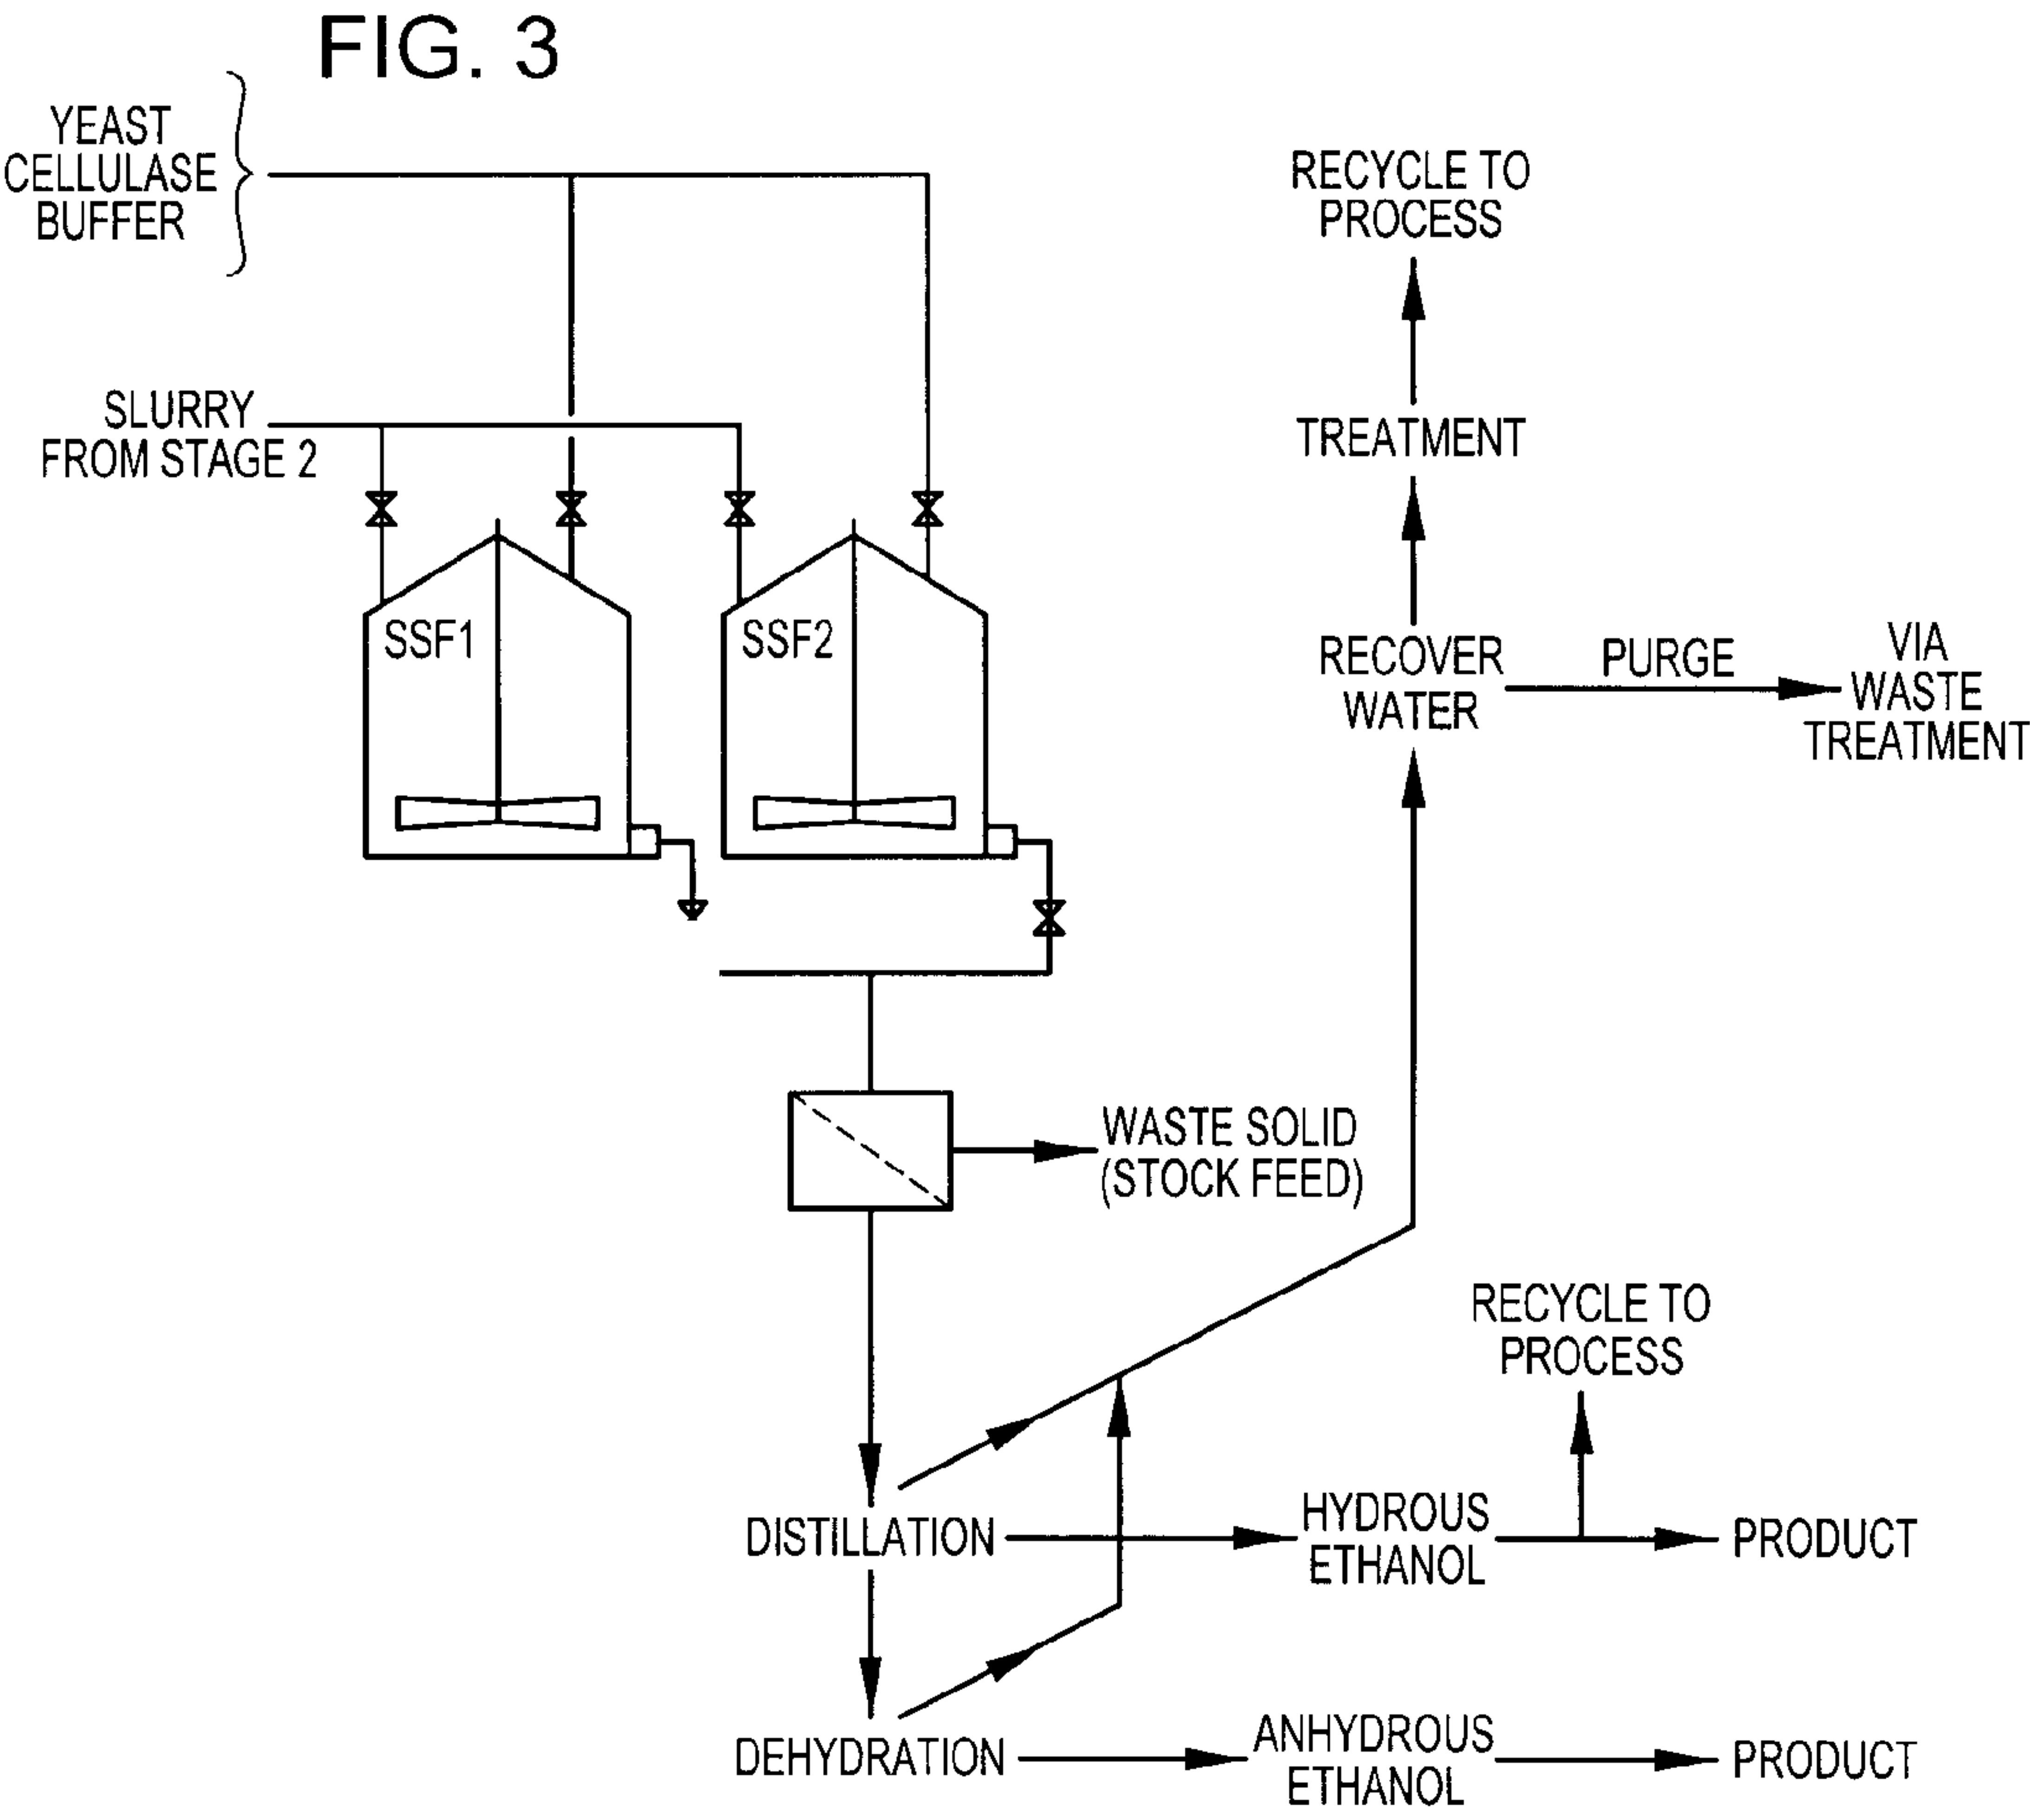 FIG. 3
YEAST
CELLULASE
BUFFER
RECYCLE TO
PROCESS
SLURRY
FROM STAGE 2
TREATMENT
SSF1
SSF2
RECOVER
WATER
PURGE
VIA
WASTE
TREATMENT
WASTE SOLID
(STOCK FEED)
RECYCLE TO
PROCESS
DISTILLATION
HYDROUS
ETHANOL
PRODUCT
DEHYDRATION
ANHYDROUS
ETHANOL
PRODUCT